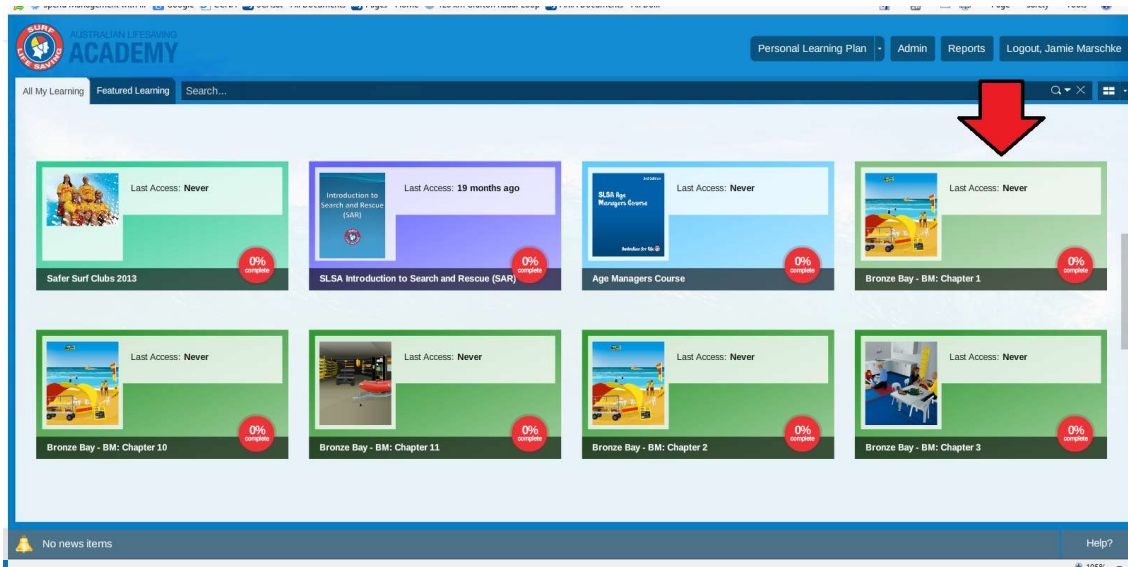 SURF
LIFE SAVING
AUSTRALIAN LIFESAVING
ACADEMY
Personal Learning Plan
Admin
Reports
Logout, Jamie Marschke
All My Learning
Featured Learning
Search...
Last Access: Never
0%
complete
Safer Surf Clubs 2013
Introduction to
Search and Rescue
(SAR)
Last Access: 19 months ago
0%
complete
SLSA Introduction to Search and Rescue (SAR)
SLSA Age
Managers Course
Last Access: Never
0%
complete
Age Managers Course
Last Access: Never
0%
complete
Bronze Bay - BM: Chapter 1
Last Access: Never
0%
complete
Bronze Bay - BM: Chapter 10
Last Access: Never
0%
complete
Bronze Bay - BM: Chapter 11
Last Access: Never
0%
complete
Bronze Bay - BM: Chapter 2
Last Access: Never
0%
complete
Bronze Bay - BM: Chapter 3
No news items
Help?